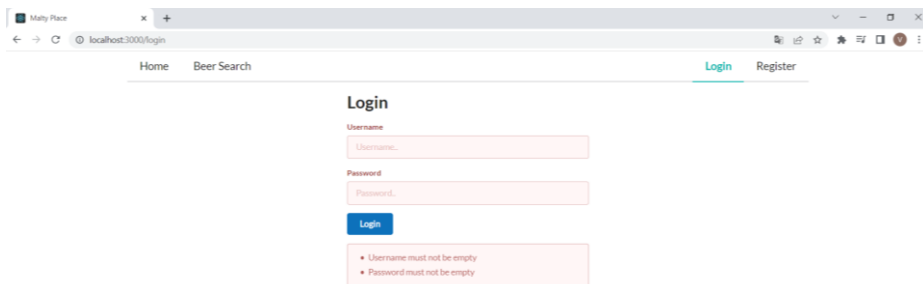 Malty Place
localhost:3000/login
V
Home Beer Search Login Register
Login
Username
Username..
Password
Password..
Login
Username must not be empty
Password must not be empty